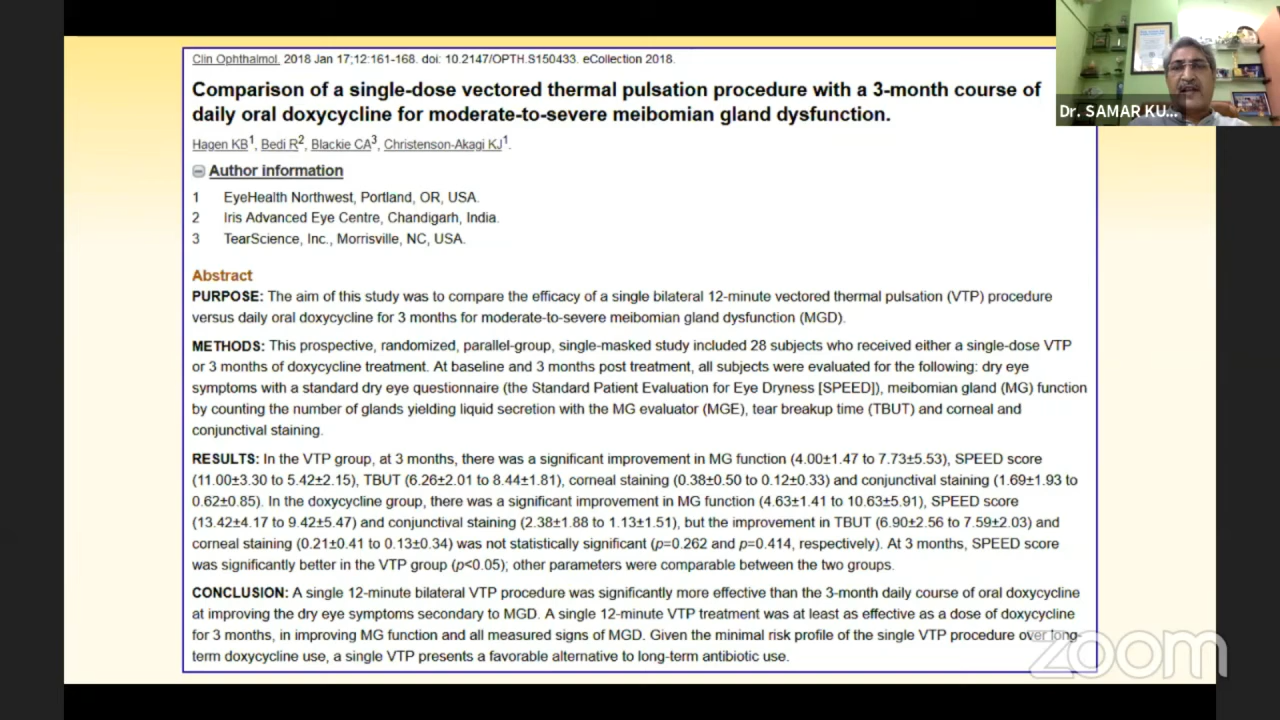 Clin Ophthalmol. 2018 Jan 17;12:161-168. doi: 10.2147/OPTH.S150433. eCollection 2018.
Comparison of a single-dose vectored thermal pulsation procedure with a 3-month course of
daily oral doxycycline for moderate-to-severe meibomian gland dysfunction.
Hagen KB1, Bedi R2, Blackie CA3, Christenson-Akagi KJ1.
Author information
1 EyeHealth Northwest, Portland, OR, USA.
2 Iris Advanced Eye Centre, Chandigarh, India.
3 TearScience, Inc., Morrisville, NC, USA.
Abstract
PURPOSE: The aim of this study was to compare the efficacy of a single bilateral 12-minute vectored thermal pulsation (VTP) procedure
versus daily oral doxycycline for 3 months for moderate-to-severe meibomian gland dysfunction (MGD).
METHODS: This prospective, randomized, parallel-group, single-masked study included 28 subjects who received either a single-dose VTP
or 3 months of doxycycline treatment. At baseline and 3 months post treatment, all subjects were evaluated for the following: dry eye
symptoms with a standard dry eye questionnaire (the Standard Patient Evaluation for Eye Dryness [SPEED]), meibomian gland (MG) function
by counting the number of glands yielding liquid secretion with the MG evaluator (MGE), tear breakup time (TBUT) and corneal and
conjunctival staining.
RESULTS: In the VTP group, at 3 months, there was a significant improvement in MG function (4.00±1.47 to 7.73±5.53), SPEED score
(11.00±3.30 to 5.42±2.15), TBUT (6.26±2.01 to 8.44±1.81), corneal staining (0.38±0.50 to 0.12±0.33) and conjunctival staining (1.69±1.93 to
0.62±0.85). In the doxycycline group, there was a significant improvement in MG function (4.63±1.41 to 10.63±5.91), SPEED score
(13.42±4.17 to 9.42±5.47) and conjunctival staining (2.38±1.88 to 1.13±1.51), but the improvement in TBUT (6.90±2.56 to 7.59±2.03) and
corneal staining (0.21±0.41 to 0.13±0.34) was not statistically significant (p=0.262 and p=0.414, respectively). At 3 months, SPEED score
was significantly better in the VTP group (p<0.05); other parameters were comparable between the two groups.
CONCLUSION: A single 12-minute bilateral VTP procedure was significantly more effective than the 3-month daily course of oral doxycycline
at improving the dry eye symptoms secondary to MGD. A single 12-minute VTP treatment was at least as effective as a dose of doxycycline
for 3 months, in improving MG function and all measured signs of MGD. Given the minimal risk profile of the single VTP procedure over long-
term doxycycline use, a single VTP presents a favorable alternative to long-term antibiotic use.
Dr. SAMAR KU...
zoom